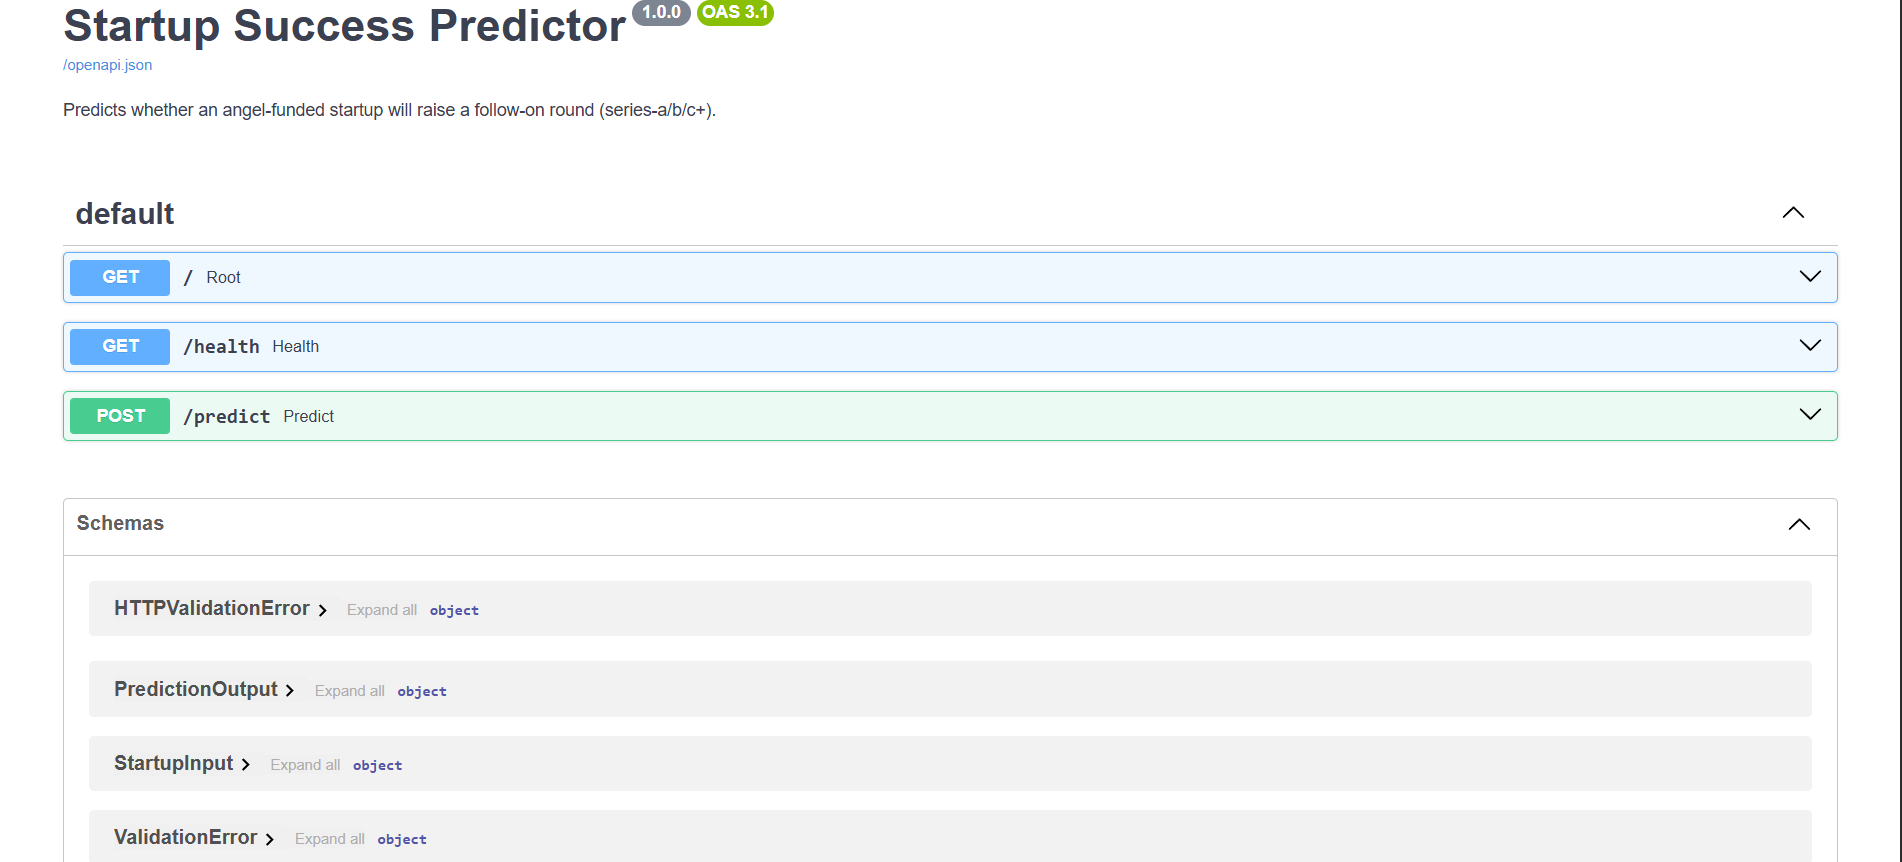 Startup Success Predictor 1.0.0 OAS 3.1
/openapi.json
Predicts whether an angel-funded startup will raise a follow-on round (series-a/b/c+).
default
GET / Root
GET /health Health
POST /predict Predict
Schemas
HTTPValidationError Expand all object
PredictionOutput Expand all object
StartupInput Expand all object
ValidationError Expand all object